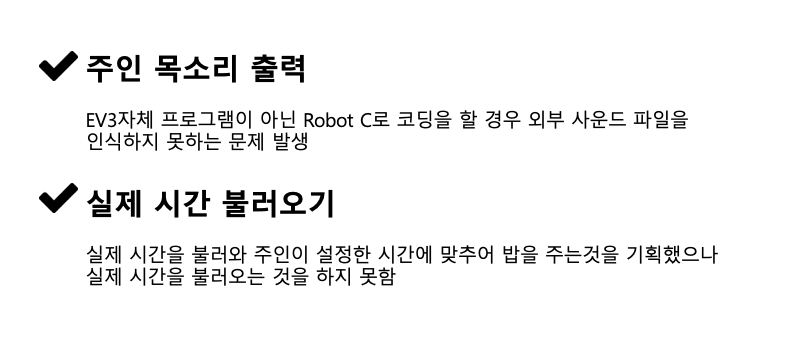 주인 목소리 출력
EV3자체 프로그램이 아닌 Robot C로 코딩을 할 경우 외부 사운드 파일을
인식하지 못하는 문제 발생
실제 시간 불러오기
실제 시간을 불러와 주인이 설정한 시간에 맞추어 밥을 주는것을 기획했으나
실제 시간을 불러오는 것을 하지 못함